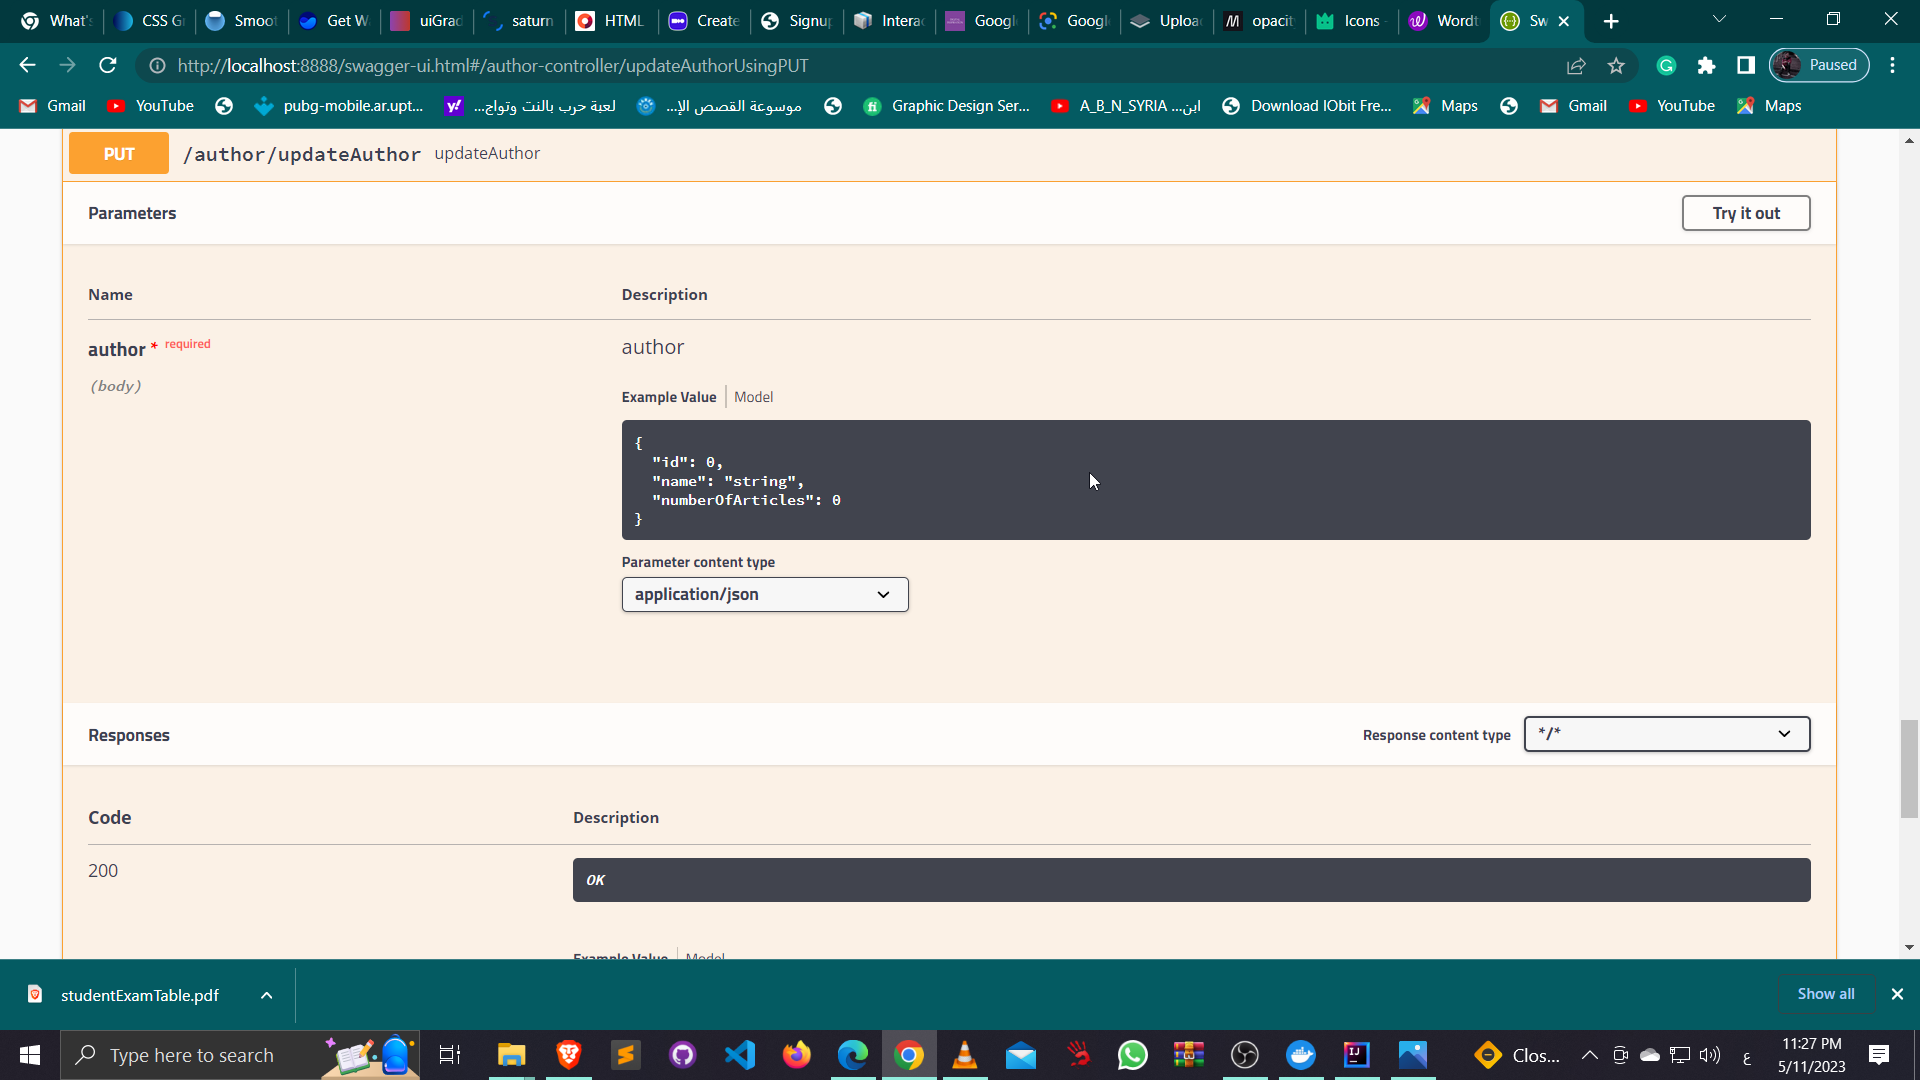 What's
CSS G
Smoo
Get W
uiGrad
saturn
HTML
Create
Signup
Interac
Googl
Googl
Uploa
opacit
Icons
Wordt
Sw
http://localhost:8888/swagger-ui.html#/author-controller/updateAuthorUsingPUT
Paused
Gmail
YouTube
pubg-mobile.ar.upt...
لعبة حرب بالنت وتواج...
موسوعة القصص الإ...
Graphic Design Ser...
A_B_N_SYRIA ...ابن
Download IObit Fre...
Maps
Gmail
YouTube
Maps
PUT /author/updateAuthor updateAuthor
Parameters
Try it out
Name Description
author * required
(body)
author
Example Value Model
{
"id": 0,
"name": "string",
"numberOfArticles": 0
}
Parameter content type
application/json
Responses
Response content type */*
Code Description
200
OK
Example Value Model
studentExamTable.pdf
Show all
Type here to search
Clos...
ع
11:27 PM
5/11/2023